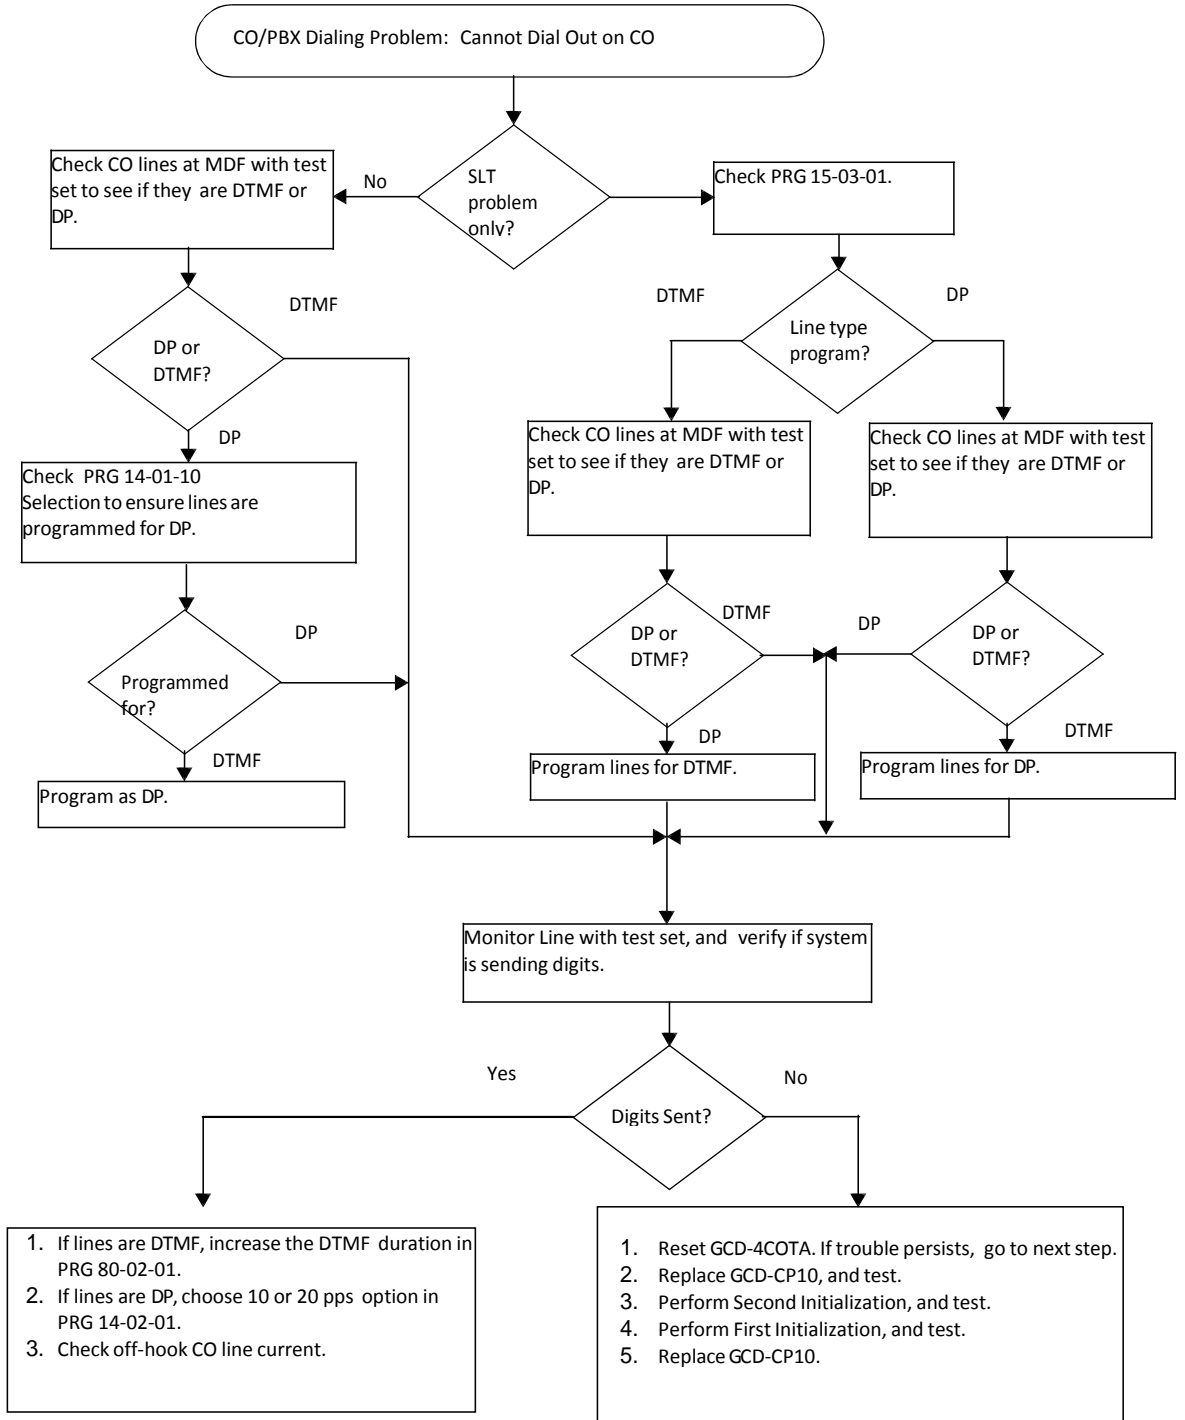 CO/PBX Dialing Problem: Cannot Dial Out on CO
SLT
problem
only?
No
Check CO lines at MDF with test
set to see if they are DTMF or
DP.
Check PRG 15-03-01.
DP or
DTMF?
DTMF
DP
Line type
program?
DTMF
DP
Check PRG 14-01-10
Selection to ensure lines are
programmed for DP.
Check CO lines at MDF with test
set to see if they are DTMF or
DP.
Check CO lines at MDF with test
set to see if they are DTMF or
DP.
Programmed
for?
DP
DTMF
Program as DP.
DP or
DTMF?
DTMF
DP
Program lines for DTMF.
DP or
DTMF?
DP
DTMF
Program lines for DP.
Monitor Line with test set, and verify if system
is sending digits.
Digits Sent?
Yes
No
1. If lines are DTMF, increase the DTMF duration in
PRG 80-02-01.
2. If lines are DP, choose 10 or 20 pps option in
PRG 14-02-01.
3. Check off-hook CO line current.
1. Reset GCD-4COTA. If trouble persists, go to next step.
2. Replace GCD-CP10, and test.
3. Perform Second Initialization, and test.
4. Perform First Initialization, and test.
5. Replace GCD-CP10.